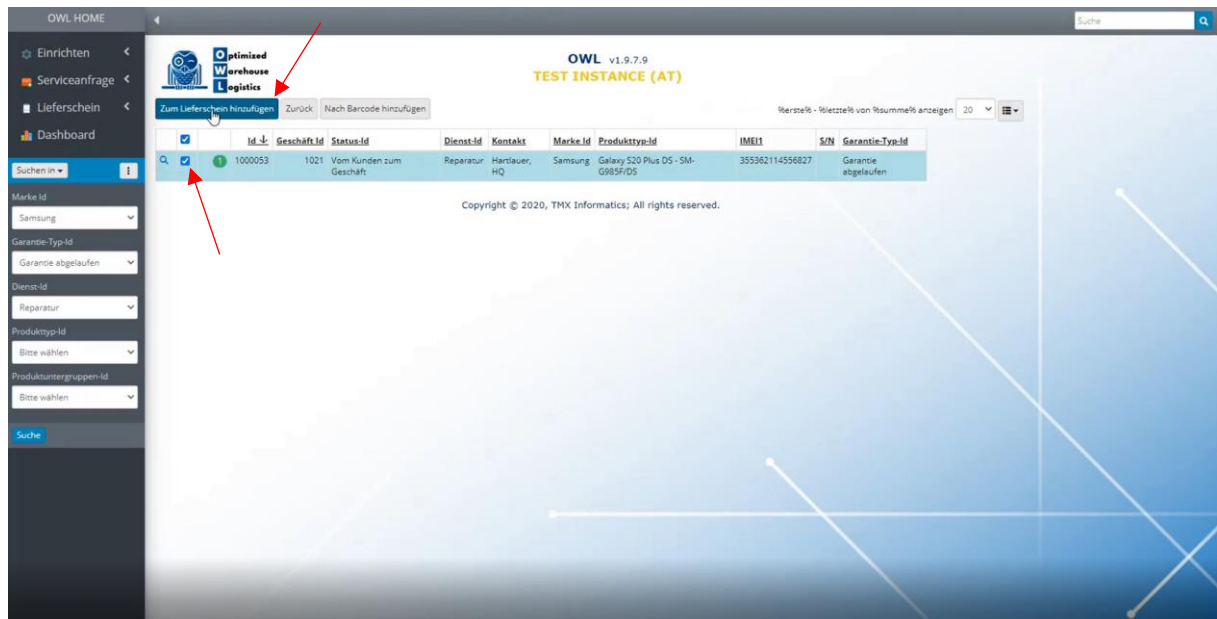 OWL HOME
Suche
Einrichten
Serviceanfrage
Lieferschein
Dashboard
Suchen in
Marke Id
Samsung
Garantie-Typ-Id
Garantie abgelaufen
Dienst-Id
Reparatur
Produkttyp-Id
Bitte wählen
Produktuntergruppen-Id
Bitte wählen
Suche
Optimized
Warehouse
Logistics
OWL v1.9.7.9
TEST INSTANCE (AT)
Zum Lieferschein hinzufügen Zurück Nach Barcode hinzufügen %erste% - %letzte% von %summe% anzeigen 20
Id Geschäft Id Status-Id Dienst-Id Kontakt Marke Id Produkttyp-Id IMEI1 S/N Garantie-Typ-Id
1 1000053 1021 Vom Kunden zum Reparatur Hartlauer, Samsung Galaxy S20 Plus DS - SM- 355362114556827 Garantie
Geschäft HQ G985F/DS abgelaufen
Copyright © 2020, TMX Informatics; All rights reserved.